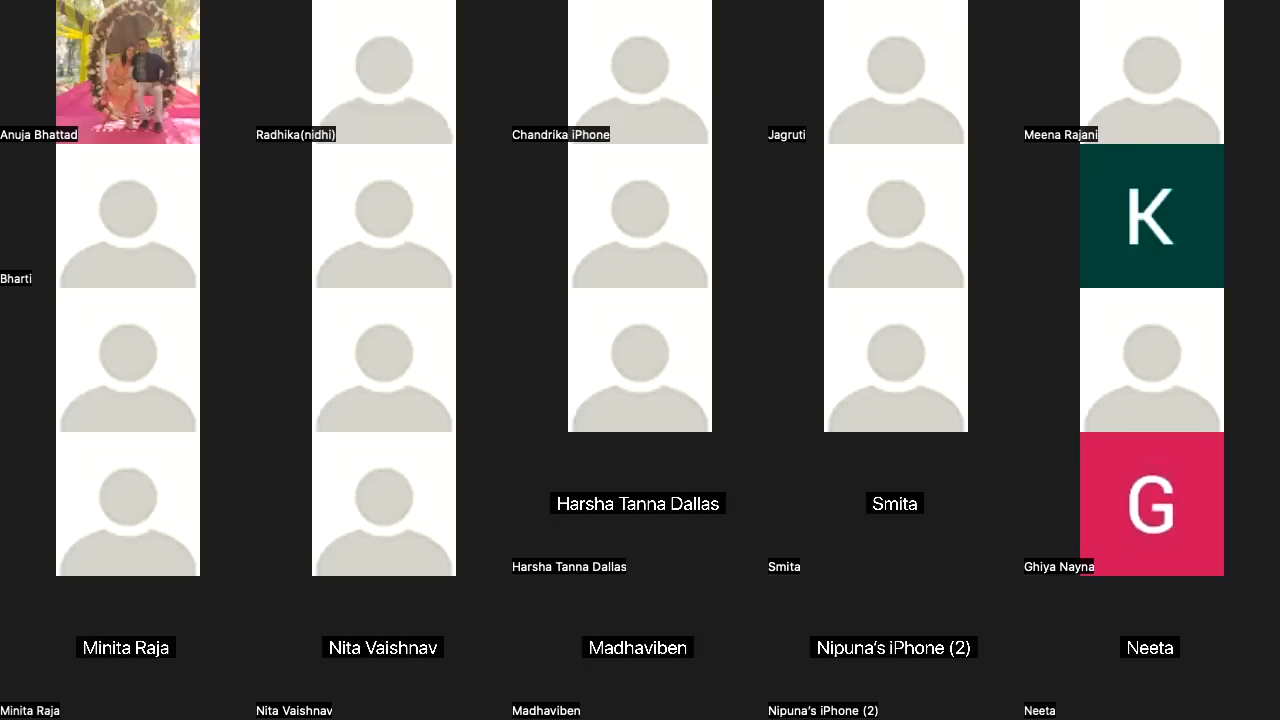 Anuja Bhattad
Radhika(nidhi)
Chandrika iPhone
Jagruti
Meena Rajani
Bharti
K
Harsha Tanna Dallas
Smita
G
Harsha Tanna Dallas
Smita
Ghiya Nayna
Minita Raja
Nita Vaishnav
Madhaviben
Nipuna’s iPhone (2)
Neeta
Minita Raja
Nita Vaishnav
Madhaviben
Nipuna’s iPhone (2)
Neeta